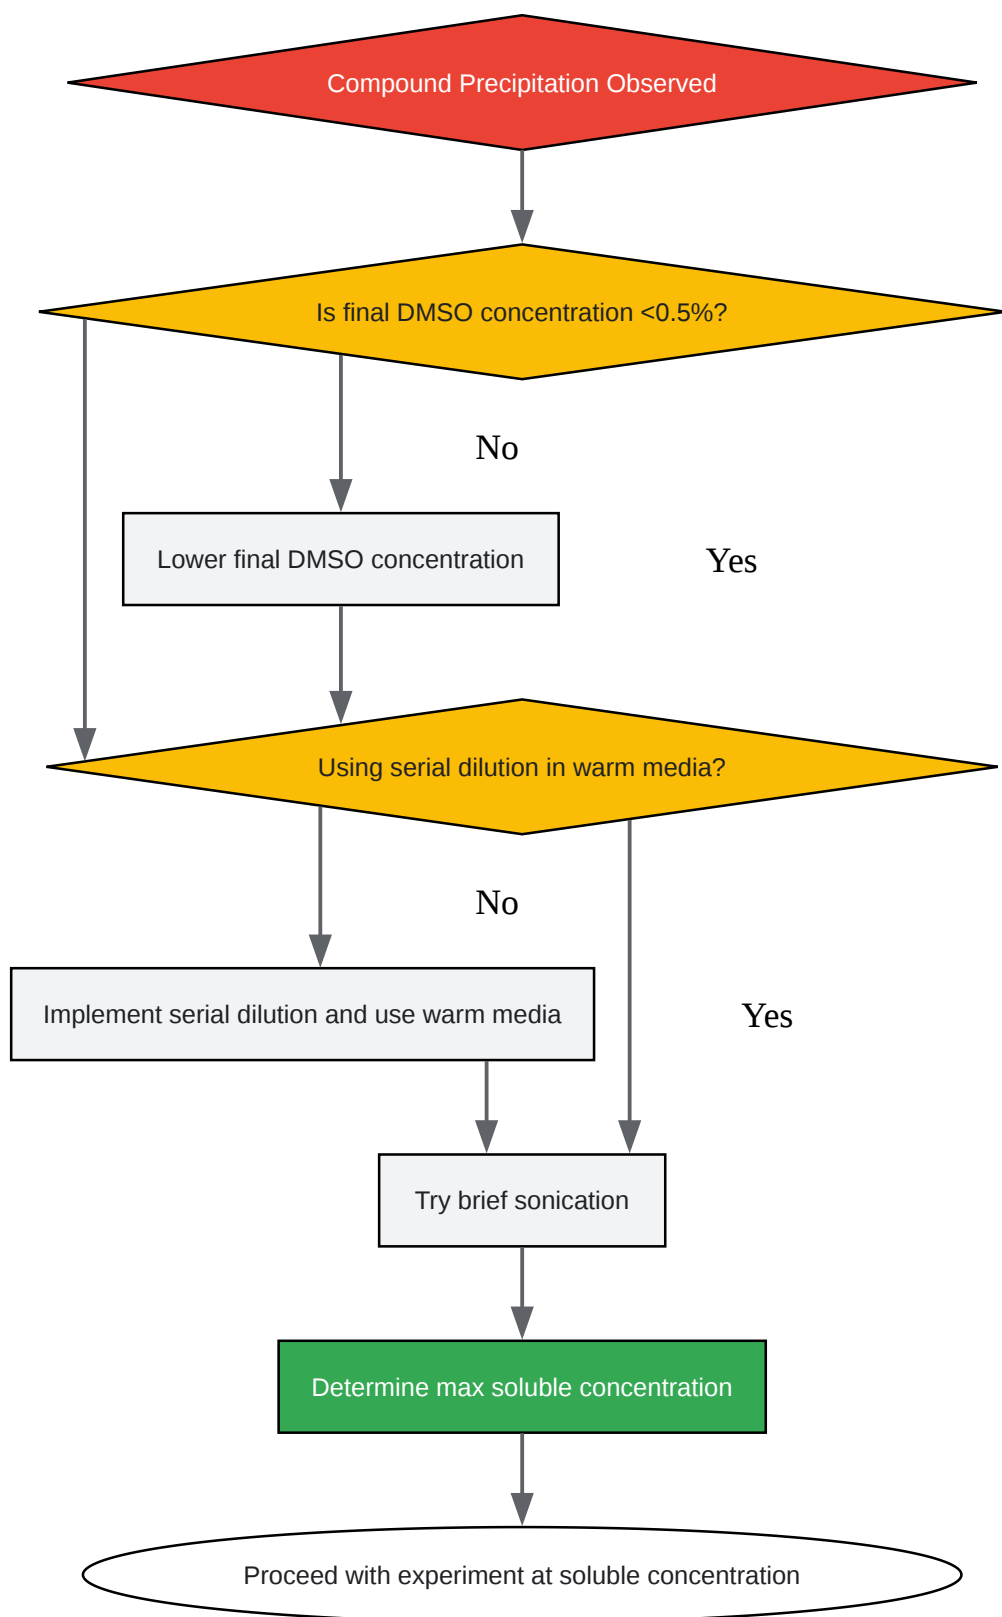 Compound Precipitation Observed
Is final DMSO concentration <0.5%?
No
Lower final DMSO concentration
Yes
Using serial dilution in warm media?
No
Implement serial dilution and use warm media
Yes
Try brief sonication
Determine max soluble concentration
Proceed with experiment at soluble concentration